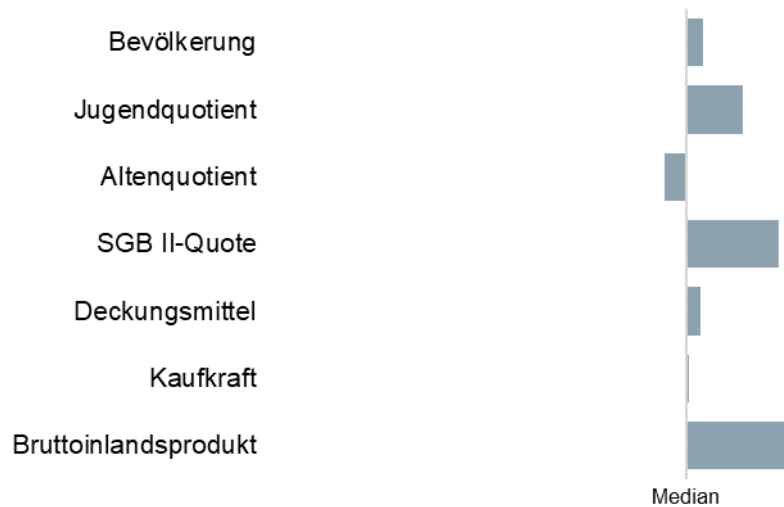 Bevölkerung
Jugendquotient
Altenquotient
SGB II-Quote
Deckungsmittel
Kaufkraft
Bruttoinlandsprodukt
Median